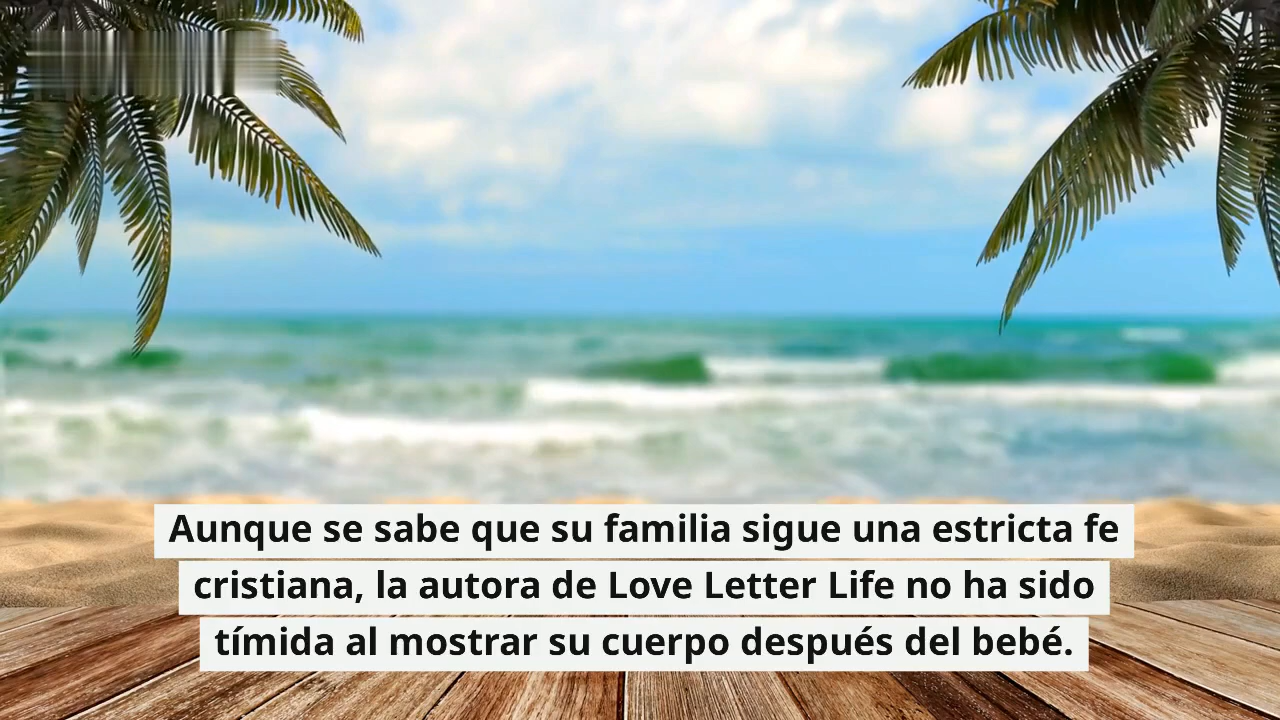 Aunque se sabe que su familia sigue una estricta fe
cristiana, la autora de Love Letter Life no ha sido
tímida al mostrar su cuerpo después del bebé.